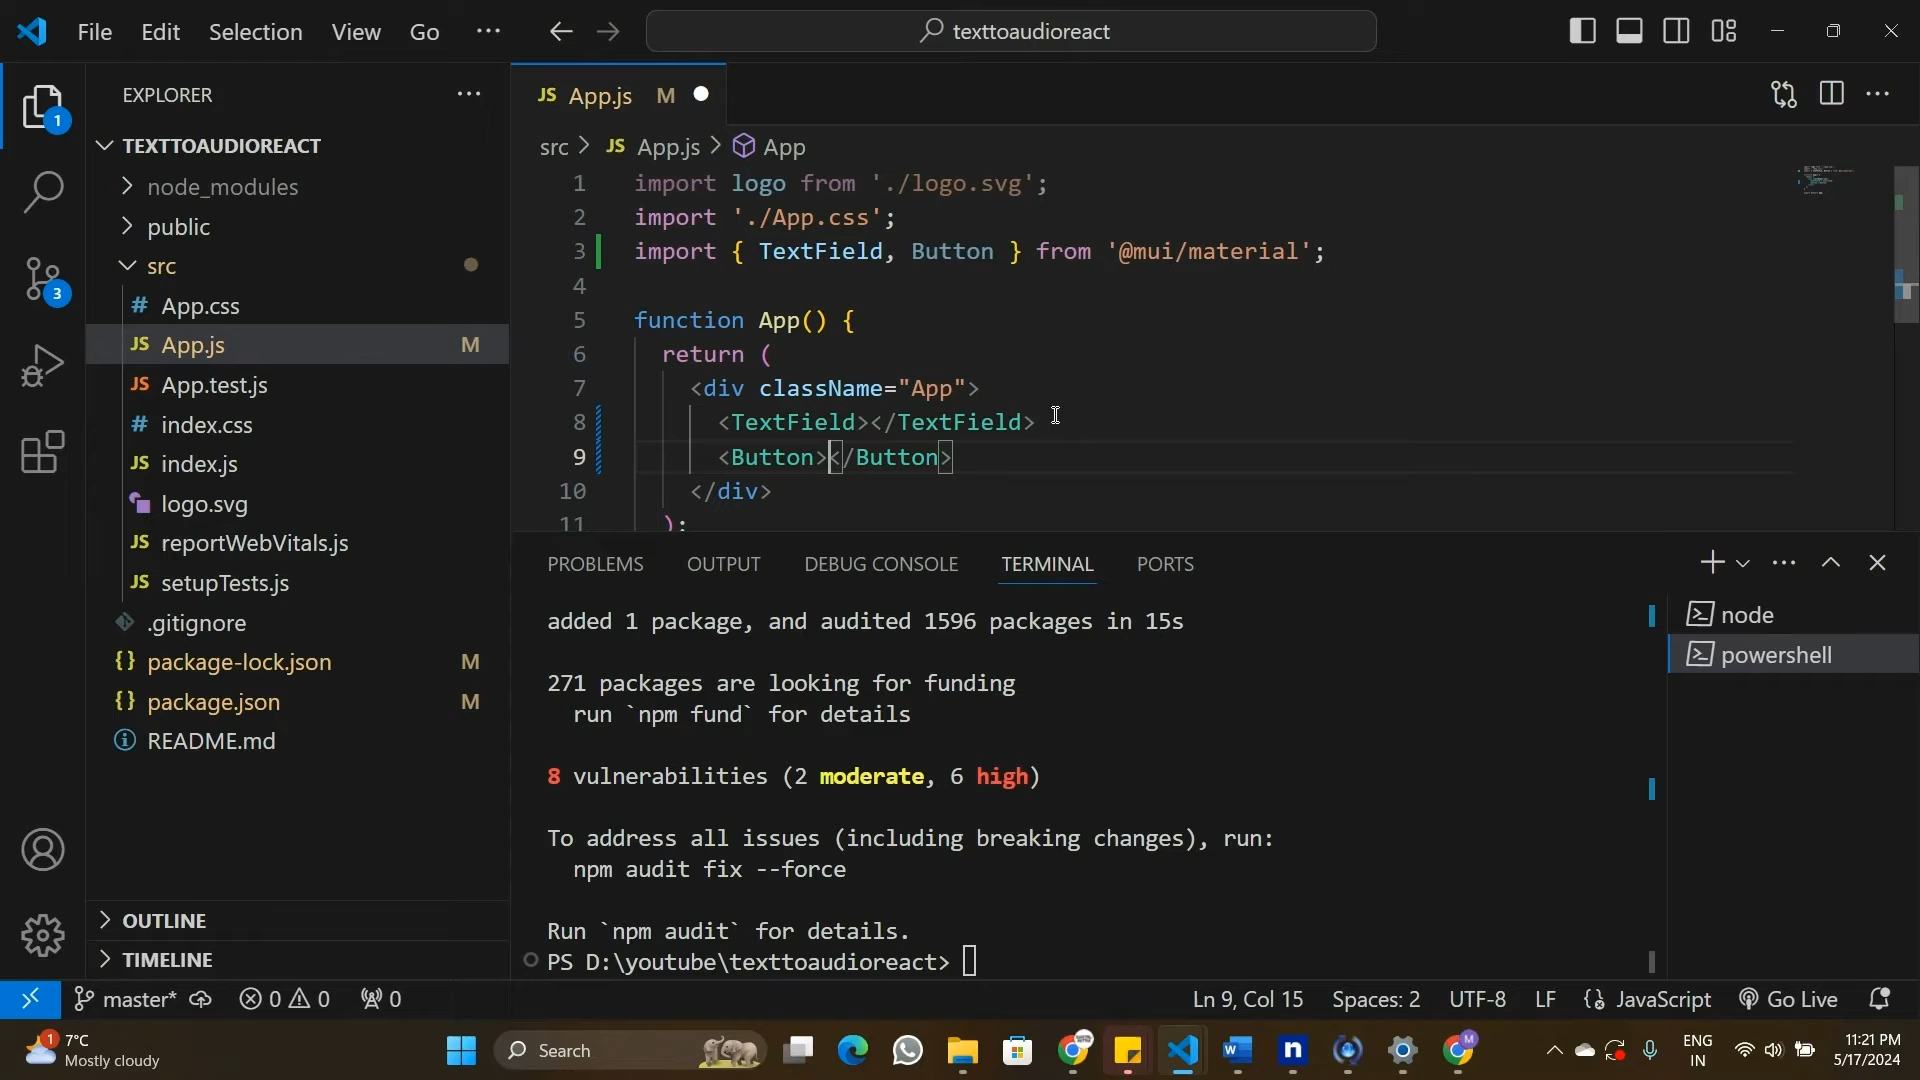 File Edit Selection View Go ··· texttoaudioreact
EXPLORER ···
1
TEXTTOAUDIOREACT
node_modules
public
src
# App.css
JS App.js M
JS App.test.js
# index.css
JS index.js
logo.svg
JS reportWebVitals.js
JS setupTests.js
.gitignore
{} package-lock.json M
{} package.json M
README.md
3
OUTLINE
TIMELINE
JS App.js M
src > JS App.js > App
1 import logo from './logo.svg';
2 import './App.css';
3 import { TextField, Button } from '@mui/material';
4
5 function App() {
6 return (
7 <div className="App">
8 <TextField></TextField>
9 <Button></Button>
10 </div>
11 );
PROBLEMS OUTPUT DEBUG CONSOLE TERMINAL PORTS
added 1 package, and audited 1596 packages in 15s
271 packages are looking for funding
run `npm fund` for details
8 vulnerabilities (2 moderate, 6 high)
To address all issues (including breaking changes), run:
npm audit fix --force
Run `npm audit` for details.
PS D:\youtube\texttoaudioreact>
node
powershell
master* 0 0 0 Ln 9, Col 15 Spaces: 2 UTF-8 LF {} JavaScript Go Live
1 7°C
Mostly cloudy
Search
ENG
IN
11:21 PM
5/17/2024